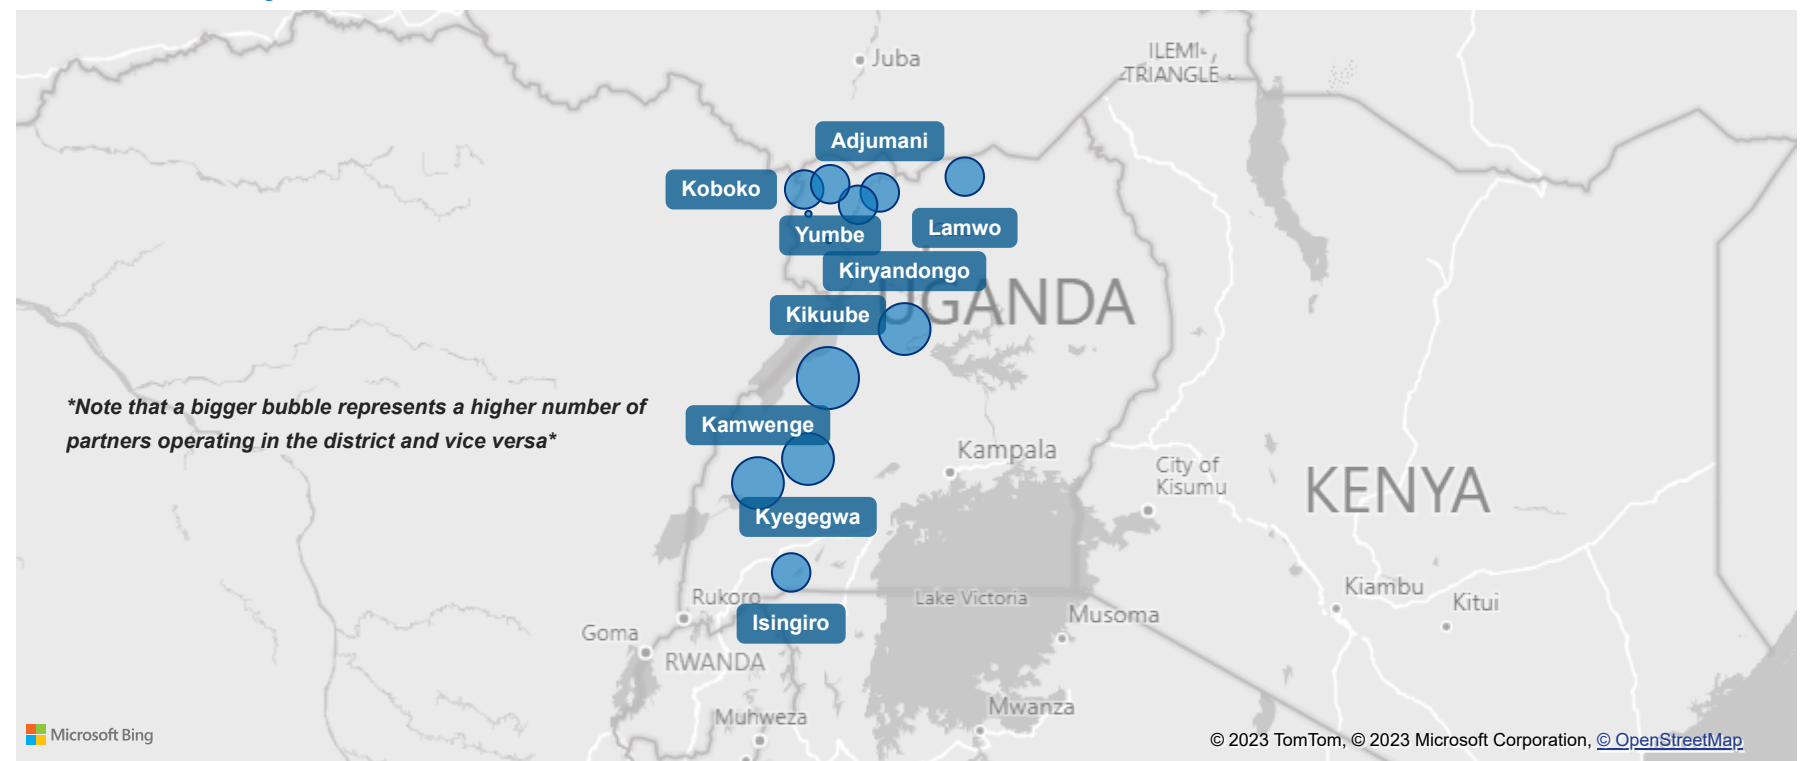 Juba
ILEMI
TRIANGLE
Adjumani
Koboko
Yumbe
Lamwo
Kiryandongo
UGANDA
Kikuube
*Note that a bigger bubble represents a higher number of
partners operating in the district and vice versa*
Kamwenge
Kampala
City of
Kisumu
KENYA
Kyegegwa
Rukoro
Lake Victoria
Kiambu
Kitui
Musoma
Isingiro
Goma
RWANDA
Mwanza
Muhweza
Microsoft Bing
© 2023 TomTom, © 2023 Microsoft Corporation, © OpenStreetMap